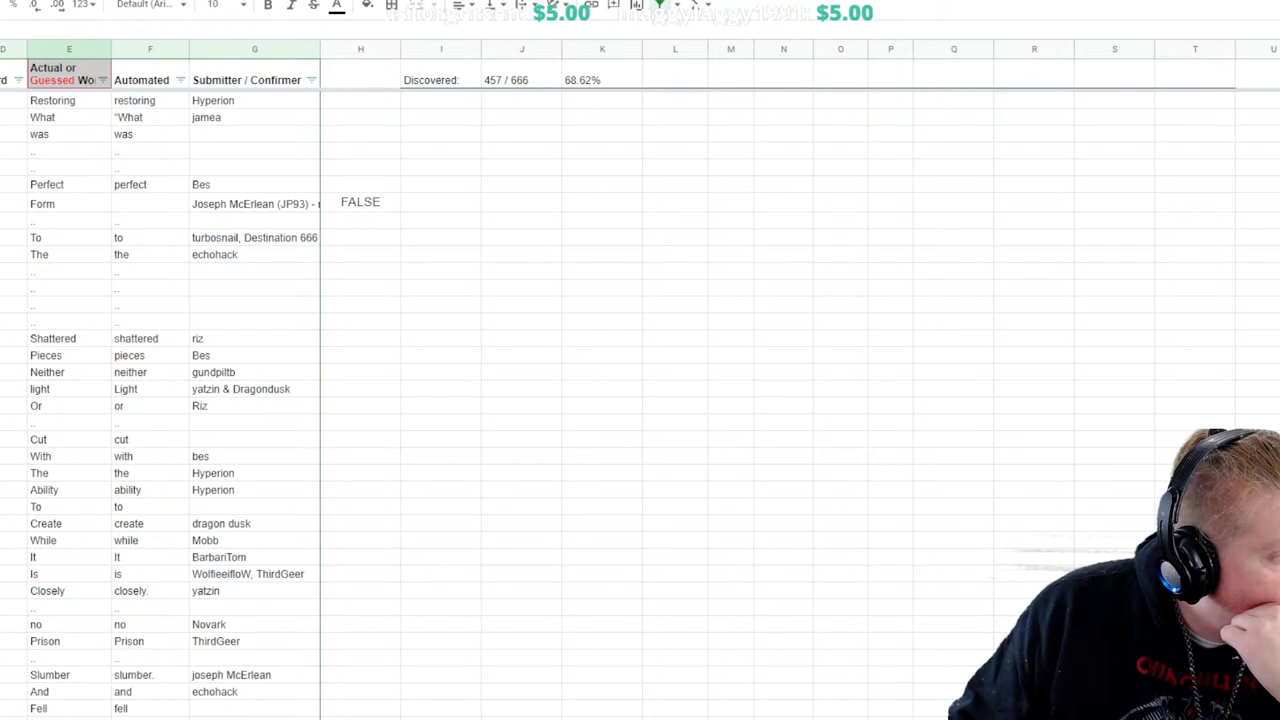 $5.00 $5.00
% .0 .00 123 Default (Ari... 10 B I S A
E F G H I J K L M N O P Q R S T U
Actual or
Guessed Wo Automated Submitter / Confirmer Discovered: 457 / 666 68.62%
Restoring restoring Hyperion
What “What jamea
was was
.. ..
.. ..
Perfect perfect Bes
Form Joseph McErlean (JP93) - FALSE
.. ..
To to turbosnail, Destination 666
The the echohack
.. ..
.. ..
.. ..
.. ..
Shattered shattered riz
Pieces pieces Bes
Neither neither gundpiltb
light Light yatzin & Dragondusk
Or or Riz
.. ..
Cut cut
With with bes
The the Hyperion
Ability ability Hyperion
To to
Create create dragon dusk
While while Mobb
It It BarbariTom
Is is WolfieeifloW, ThirdGeer
Closely closely. yatzin
.. ..
no no Novark
Prison Prison ThirdGeer
.. ..
Slumber slumber. joseph McErlean
And and echohack
Fell fell